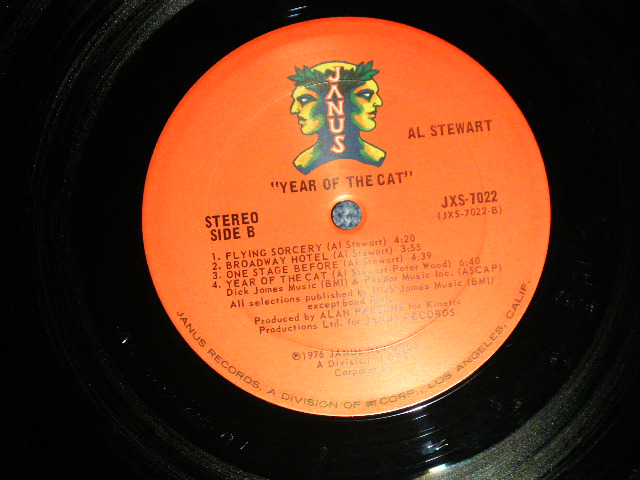 JANUS
AL STEWART
"YEAR OF THE CAT"
STEREO
SIDE B
JXS-7022
(JXS-7022-B)
1. FLYING SORCERY (Al Stewart) 4:20
2. BROADWAY HOTEL (Al Stewart) 3:55
3. ONE STAGE BEFORE (Al Stewart) 4:39
4. YEAR OF THE CAT (Al Stewart-Peter Wood) 6:40
Dick James Music (BMI) & Peupor Music Inc. (ASCAP)
All selections published by Dick James Music (BMI)
except band
Produced by ALAN PARSONS for Kinetic
Productions Ltd. for JANUS RECORDS
℗1976 JANUS RECORDS
A Division of
Corporation
JANUS RECORDS, A DIVISION OF GRT CORP., LOS ANGELES, CALIF.